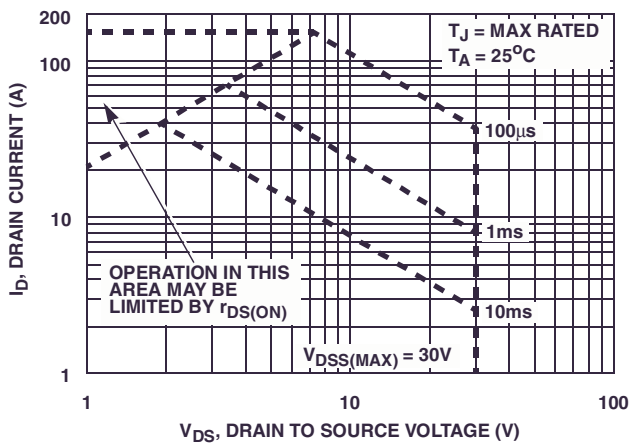 200
100
10
1
I_D, DRAIN CURRENT (A)
T_J = MAX RATED
T_A = 25°C
100µs
1ms
10ms
OPERATION IN THIS
AREA MAY BE
LIMITED BY r_DS(ON)
V_DSS(MAX) = 30V
1
10
100
V_DS, DRAIN TO SOURCE VOLTAGE (V)